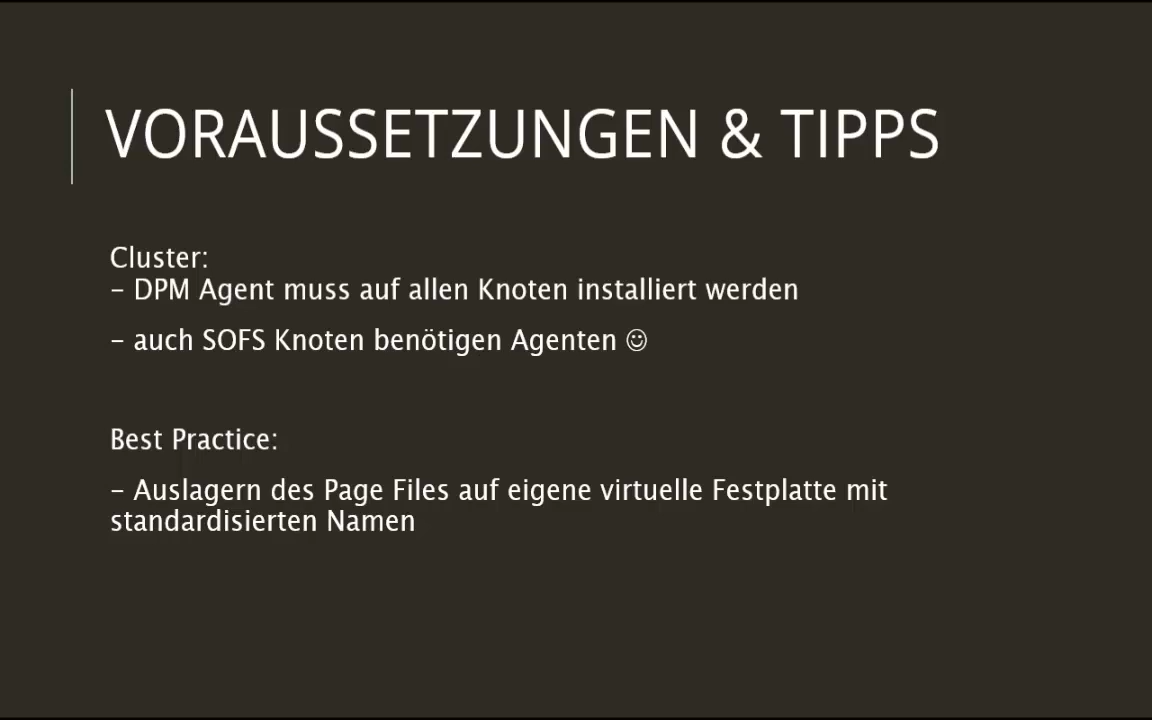 VORAUSSETZUNGEN & TIPPS
Cluster:
- DPM Agent muss auf allen Knoten installiert werden
- auch SOFS Knoten benötigen Agenten ☺
Best Practice:
- Auslagern des Page Files auf eigene virtuelle Festplatte mit
standardisierten Namen